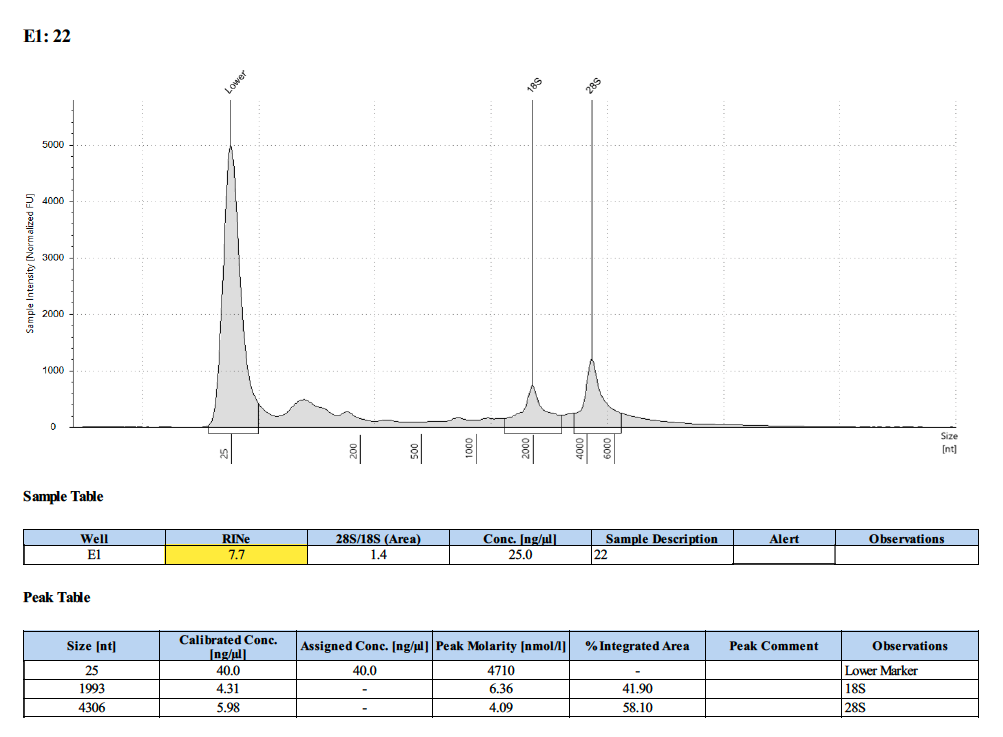 E1: 22
Lower
18S
28S
5000
4000
3000
2000
1000
0
Sample Intensity [Normalized FU]
25
200
500
1000
2000
4000
6000
Size
[nt]
Sample Table
Well RINe 28S/18S (Area) Conc. [ng/µl] Sample Description Alert Observations
E1 7.7 1.4 25.0 22
Peak Table
Size [nt] Calibrated Conc. [ng/µl] Assigned Conc. [ng/µl] Peak Molarity [nmol/l] % Integrated Area Peak Comment Observations
25 40.0 40.0 4710 - Lower Marker
1993 4.31 - 6.36 41.90 18S
4306 5.98 - 4.09 58.10 28S